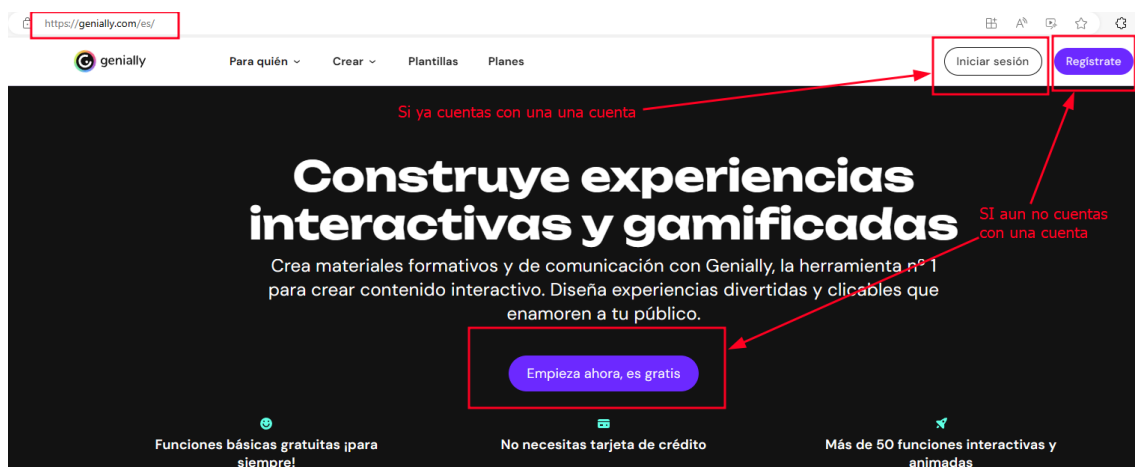 https://genially.com/es/
genially
Para quién
Crear
Plantillas
Planes
Iniciar sesión
Regístrate
Si ya cuentas con una una cuenta
Construye experiencias
interactivas y gamificadas
SI aun no cuentas
con una cuenta
Crea materiales formativos y de comunicación con Genially, la herramienta nº 1
para crear contenido interactivo. Diseña experiencias divertidas y clicables que
enamoren a tu público.
Empieza ahora, es gratis
Funciones básicas gratuitas ¡para
siempre!
No necesitas tarjeta de crédito
Más de 50 funciones interactivas y
animadas